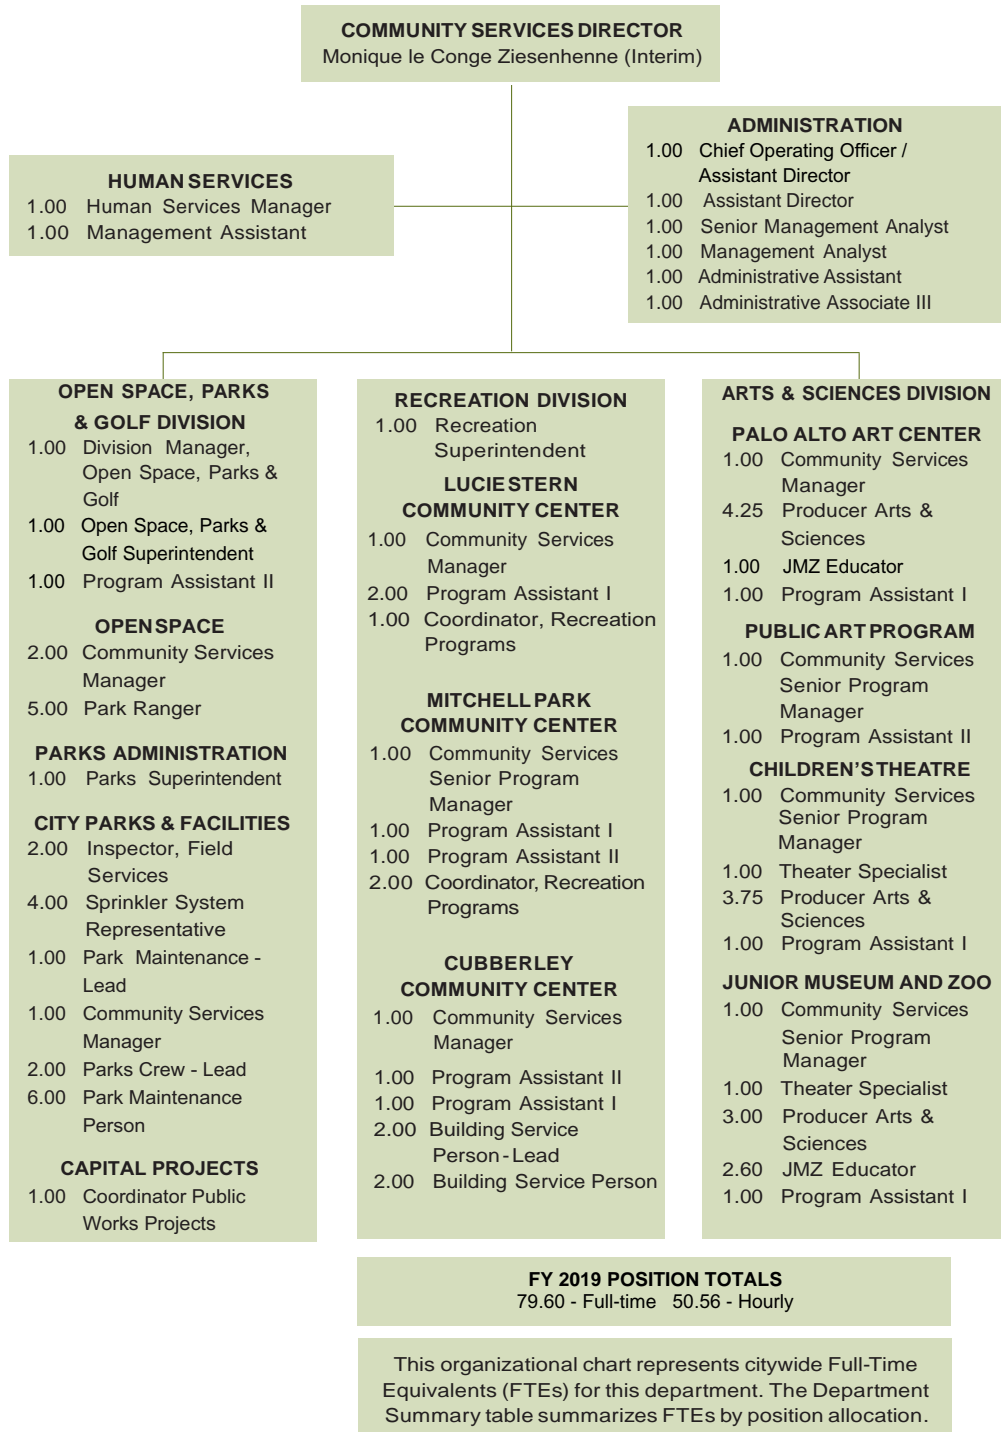 COMMUNITY SERVICES DIRECTOR
Monique le Conge Ziesenhenne (Interim)
HUMAN SERVICES
1.00 Human Services Manager
1.00 Management Assistant
ADMINISTRATION
1.00 Chief Operating Officer /
Assistant Director
1.00 Assistant Director
1.00 Senior Management Analyst
1.00 Management Analyst
1.00 Administrative Assistant
1.00 Administrative Associate III
OPEN SPACE, PARKS
& GOLF DIVISION
1.00 Division Manager,
Open Space, Parks &
Golf
1.00 Open Space, Parks &
Golf Superintendent
1.00 Program Assistant II
OPEN SPACE
2.00 Community Services
Manager
5.00 Park Ranger
PARKS ADMINISTRATION
1.00 Parks Superintendent
CITY PARKS & FACILITIES
2.00 Inspector, Field
Services
4.00 Sprinkler System
Representative
1.00 Park Maintenance -
Lead
1.00 Community Services
Manager
2.00 Parks Crew - Lead
6.00 Park Maintenance
Person
CAPITAL PROJECTS
1.00 Coordinator Public
Works Projects
RECREATION DIVISION
1.00 Recreation
Superintendent
LUCIE STERN
COMMUNITY CENTER
1.00 Community Services
Manager
2.00 Program Assistant I
1.00 Coordinator, Recreation
Programs
MITCHELL PARK
COMMUNITY CENTER
1.00 Community Services
Senior Program
Manager
1.00 Program Assistant I
1.00 Program Assistant II
2.00 Coordinator, Recreation
Programs
CUBBERLEY
COMMUNITY CENTER
1.00 Community Services
Manager
1.00 Program Assistant II
1.00 Program Assistant I
2.00 Building Service
Person - Lead
2.00 Building Service Person
ARTS & SCIENCES DIVISION
PALO ALTO ART CENTER
1.00 Community Services
Manager
4.25 Producer Arts &
Sciences
1.00 JMZ Educator
1.00 Program Assistant I
PUBLIC ART PROGRAM
1.00 Community Services
Senior Program
Manager
1.00 Program Assistant II
CHILDREN'S THEATRE
1.00 Community Services
Senior Program
Manager
1.00 Theater Specialist
3.75 Producer Arts &
Sciences
1.00 Program Assistant I
JUNIOR MUSEUM AND ZOO
1.00 Community Services
Senior Program
Manager
1.00 Theater Specialist
3.00 Producer Arts &
Sciences
2.60 JMZ Educator
1.00 Program Assistant I
FY 2019 POSITION TOTALS
79.60 - Full-time 50.56 - Hourly
This organizational chart represents citywide Full-Time
Equivalents (FTEs) for this department. The Department
Summary table summarizes FTEs by position allocation.